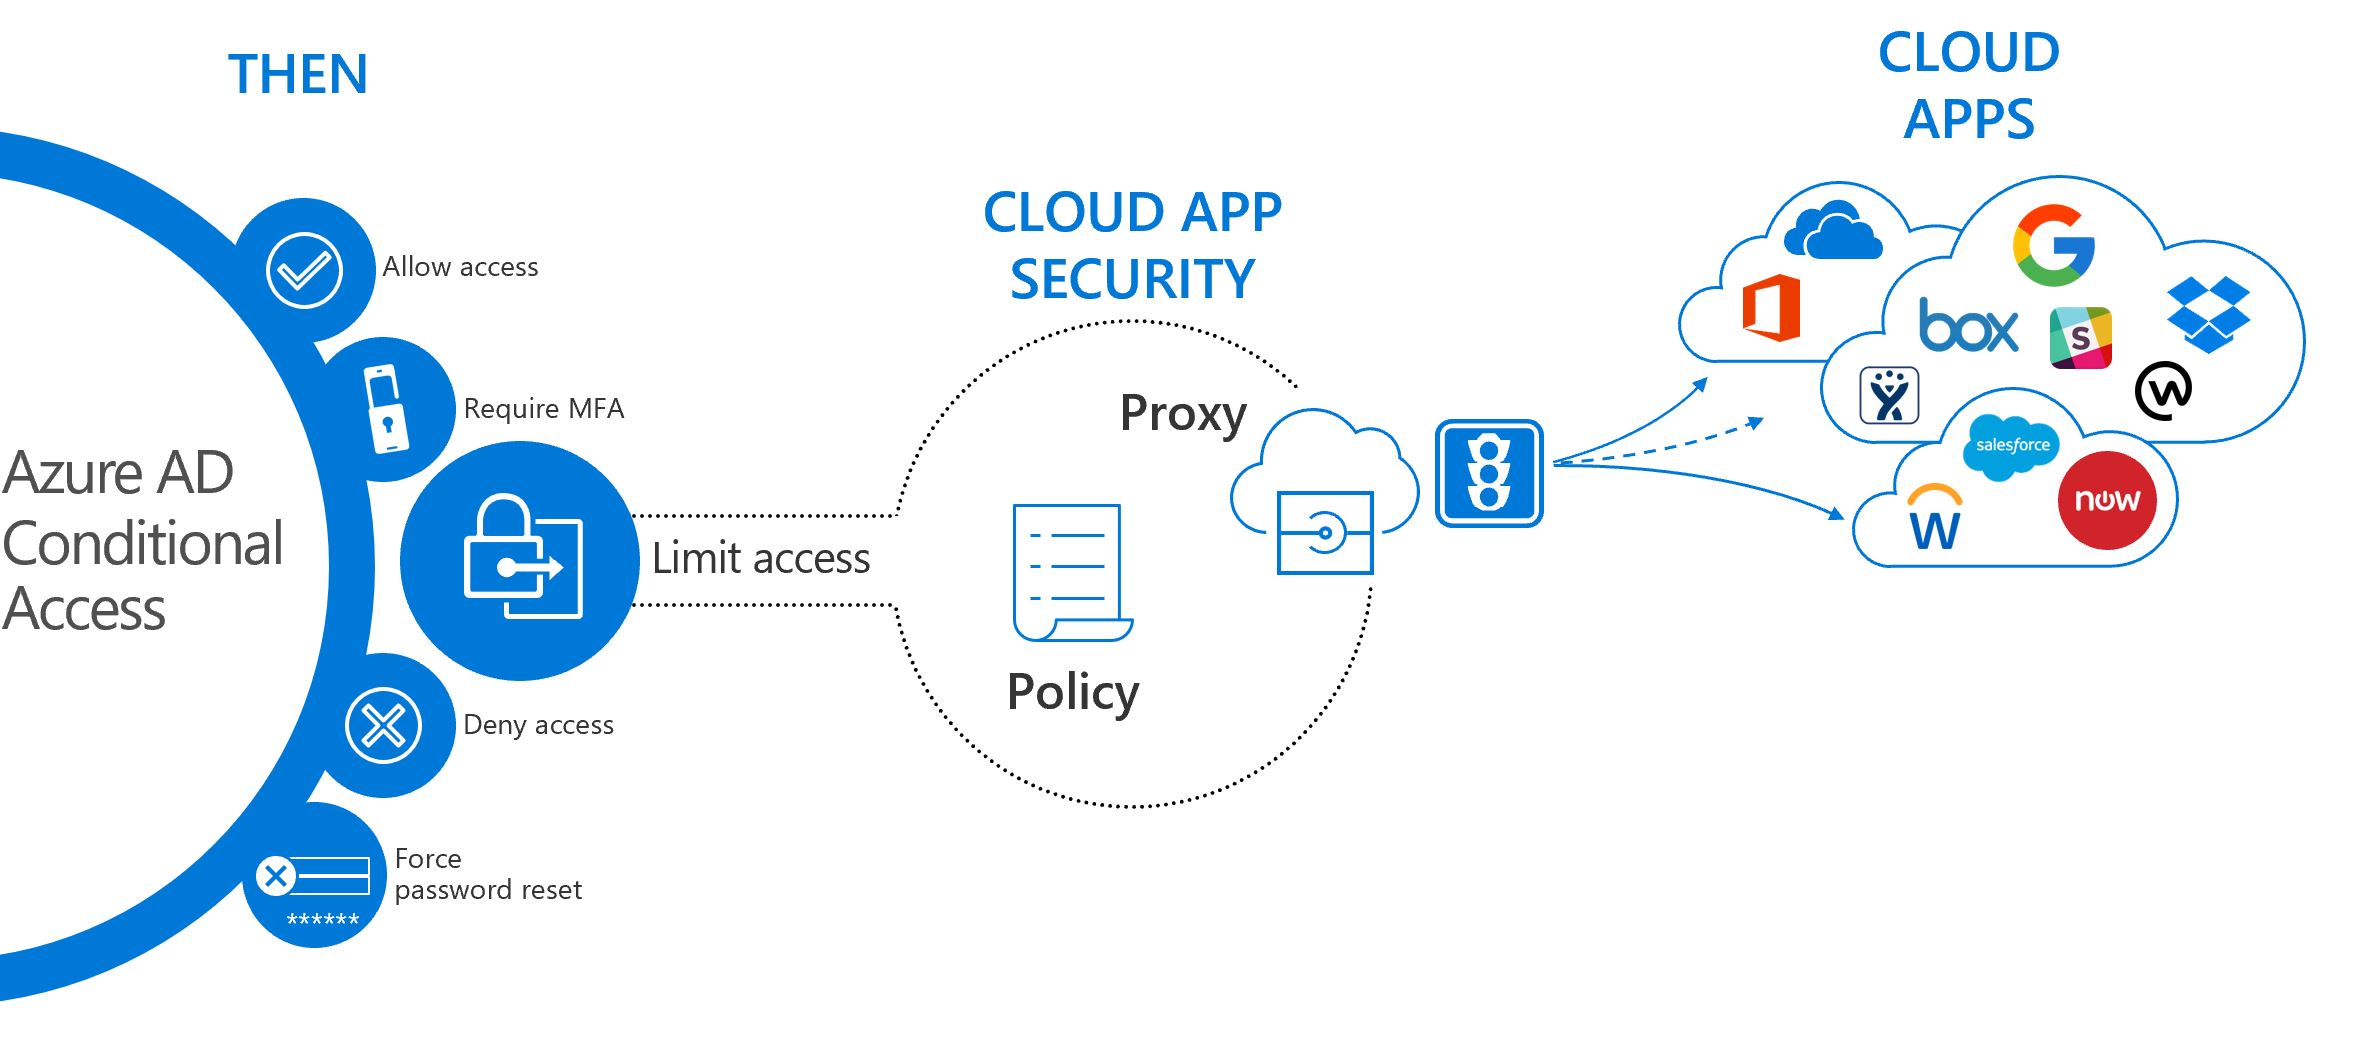 THEN
CLOUD
APPS
CLOUD APP
SECURITY
Allow access
Require MFA
Azure AD
Conditional
Access
Limit access
Deny access
Force
password reset
******
Proxy
Policy
box
S
salesforce
now
W